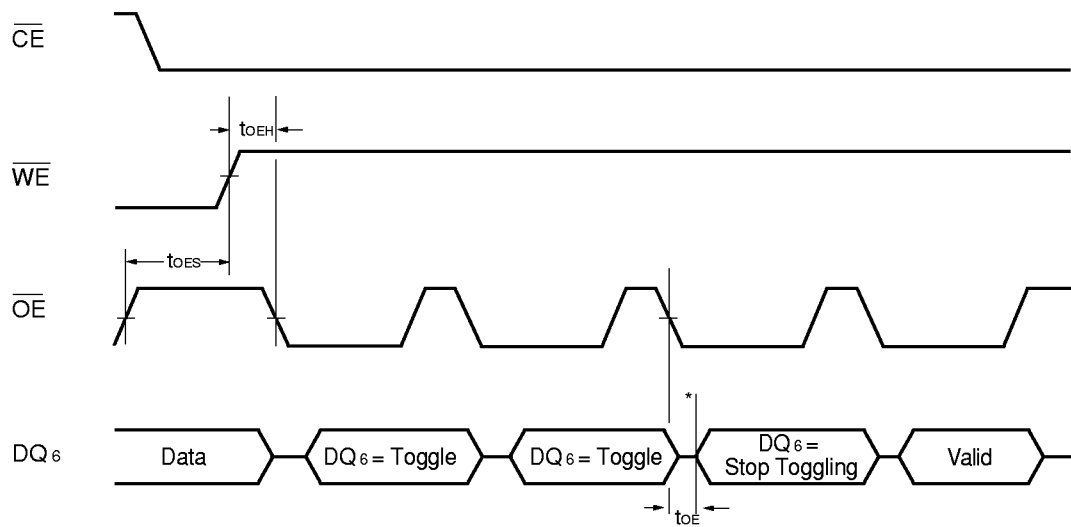 CE
tOEH
WE
tOES
OE
*
DQ6
Data
DQ6 = Toggle
DQ6 = Toggle
DQ6 =
Stop Toggling
Valid
tOE